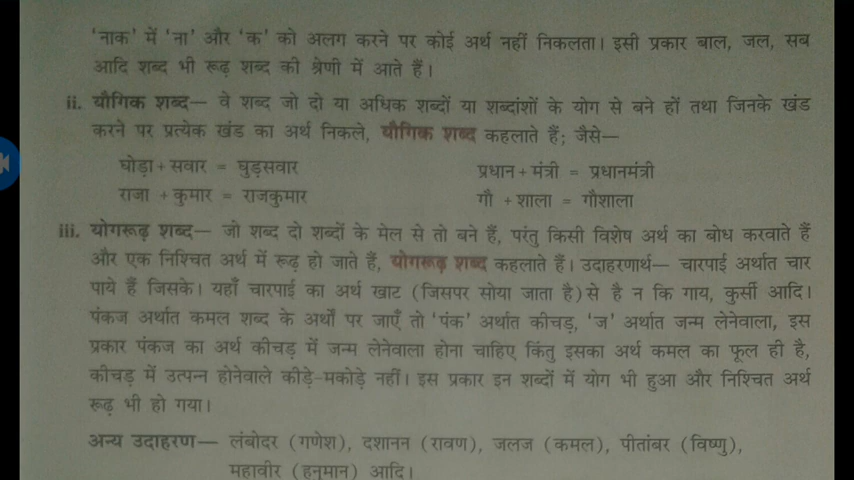 'नाक' में 'ना' और 'क' को अलग करने पर कोई अर्थ नहीं निकलता। इसी प्रकार बाल, जल, सब
आदि शब्द भी रूढ़ शब्द की श्रेणी में आते हैं।
ii. यौगिक शब्द— वे शब्द जो दो या अधिक शब्दों या शब्दांशों के योग से बने हों तथा जिनके खंड
करने पर प्रत्येक खंड का अर्थ निकले, यौगिक शब्द कहलाते हैं; जैसे—
घोड़ा + सवार = घुड़सवार प्रधान + मंत्री = प्रधानमंत्री
राजा + कुमार = राजकुमार गौ + शाला = गौशाला
iii. योगरूढ़ शब्द— जो शब्द दो शब्दों के मेल से तो बने हैं, परंतु किसी विशेष अर्थ का बोध करवाते हैं
और एक निश्चित अर्थ में रूढ़ हो जाते हैं, योगरूढ़ शब्द कहलाते हैं। उदाहरणार्थ— चारपाई अर्थात चार
पाये हैं जिसके। यहाँ चारपाई का अर्थ खाट (जिसपर सोया जाता है) से है न कि गाय, कुर्सी आदि।
पंकज अर्थात कमल शब्द के अर्थों पर जाएँ तो 'पंक' अर्थात कीचड़, 'ज' अर्थात जन्म लेनेवाला, इस
प्रकार पंकज का अर्थ कीचड़ में जन्म लेनेवाला होना चाहिए किंतु इसका अर्थ कमल का फूल ही है,
कीचड़ में उत्पन्न होनेवाले कीड़े-मकोड़े नहीं। इस प्रकार इन शब्दों में योग भी हुआ और निश्चित अर्थ
रूढ़ भी हो गया।
अन्य उदाहरण— लंबोदर (गणेश), दशानन (रावण), जलज (कमल), पीतांबर (विष्णु),
महावीर (हनुमान) आदि।